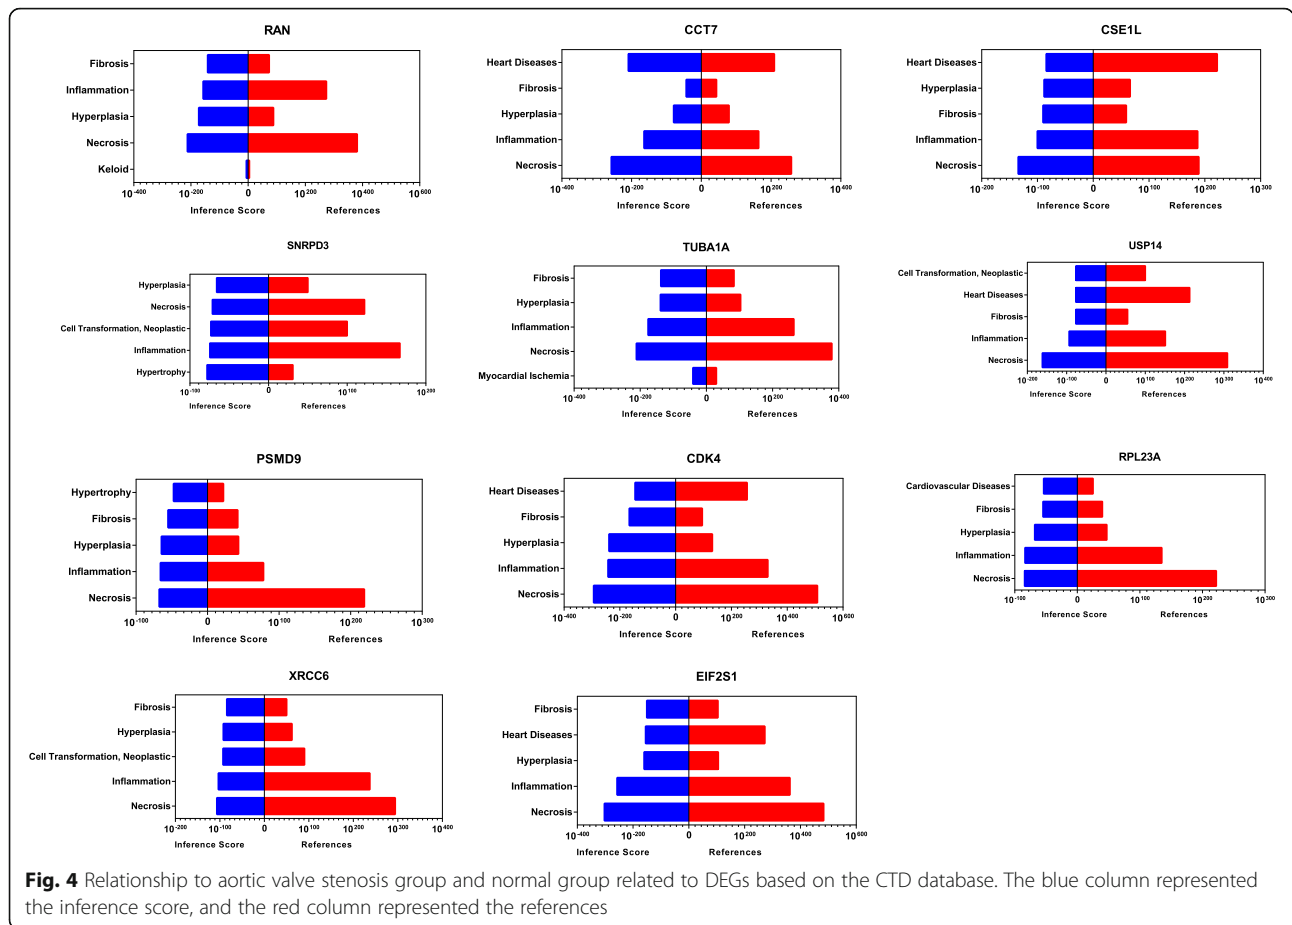 RAN
Fibrosis
Inflammation
Hyperplasia
Necrosis
Keloid
10-400 10-200 0 10200 10400 10600
Inference Score References
CCT7
Heart Diseases
Fibrosis
Hyperplasia
Inflammation
Necrosis
10-400 10-200 0 10200 10400
Inference Score References
CSE1L
Heart Diseases
Hyperplasia
Fibrosis
Inflammation
Necrosis
10-200 10-100 0 10100 10200 10300
Inference Score References
SNRPD3
Hyperplasia
Necrosis
Cell Transformation, Neoplastic
Inflammation
Hypertrophy
10-100 0 10100 10200
Inference Score References
TUBA1A
Fibrosis
Hyperplasia
Inflammation
Necrosis
Myocardial Ischemia
10-400 10-200 0 10200 10400
Inference Score References
USP14
Cell Transformation, Neoplastic
Heart Diseases
Fibrosis
Inflammation
Necrosis
10-200 10-100 0 10100 10200 10300 10400
Inference Score References
PSMD9
Hypertrophy
Fibrosis
Hyperplasia
Inflammation
Necrosis
10-100 0 10100 10200 10300
Inference Score References
CDK4
Heart Diseases
Fibrosis
Hyperplasia
Inflammation
Necrosis
10-400 10-200 0 10200 10400 10600
Inference Score References
RPL23A
Cardiovascular Diseases
Fibrosis
Hyperplasia
Inflammation
Necrosis
10-100 0 10100 10200 10300
Inference Score References
XRCC6
Fibrosis
Hyperplasia
Cell Transformation, Neoplastic
Inflammation
Necrosis
10-200 10-100 0 10100 10200 10300 10400
Inference Score References
EIF2S1
Fibrosis
Heart Diseases
Hyperplasia
Inflammation
Necrosis
10-400 10-200 0 10200 10400 10600
Inference Score References
Fig. 4 Relationship to aortic valve stenosis group and normal group related to DEGs based on the CTD database. The blue column represented
the inference score, and the red column represented the references